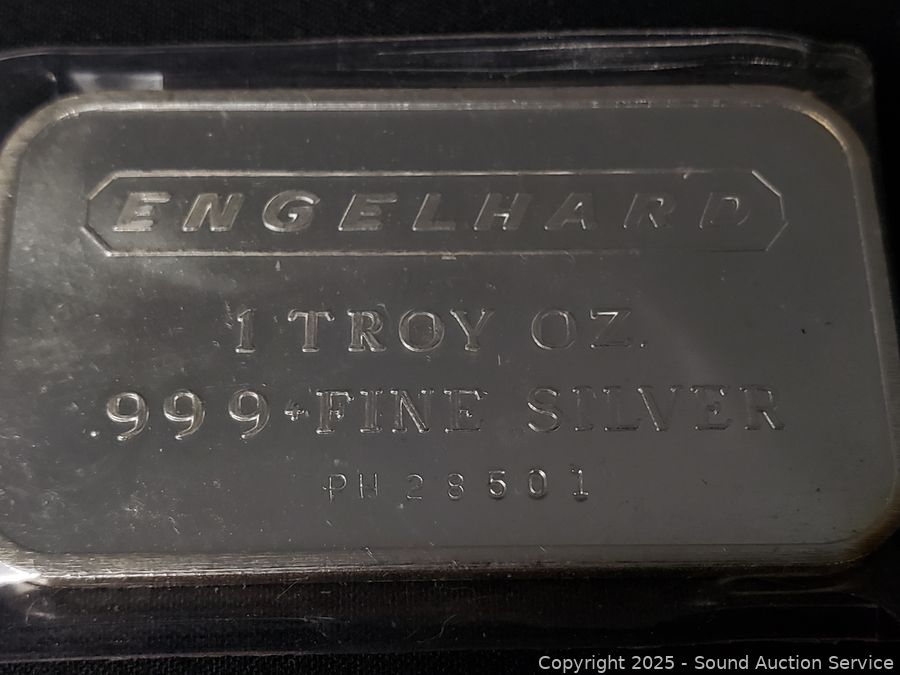 ENGELHARD
1 TROY OZ.
.999+FINE SILVER
PH 28501
Copyright 2025 - Sound Auction Service